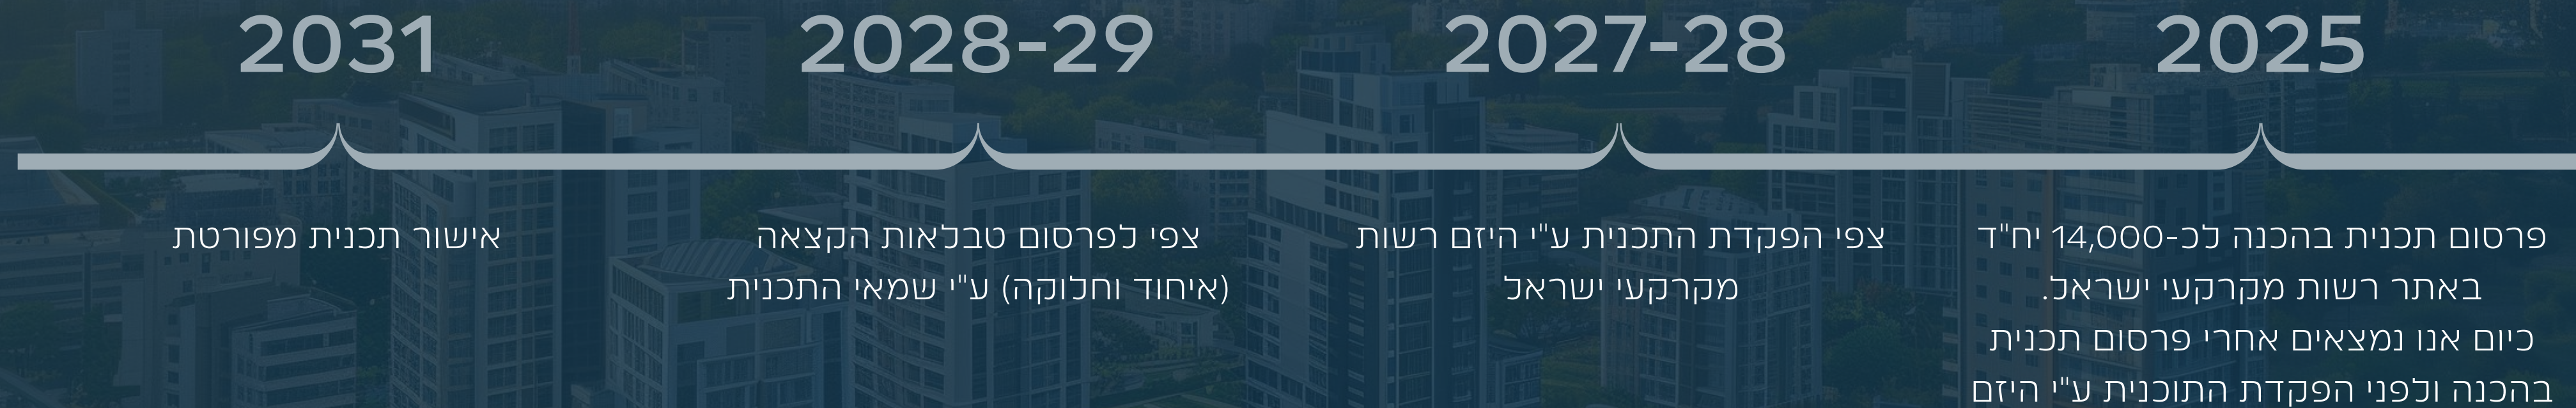 2025
פרסום תכנית בהכנה לכ-14,000 יח"ד
באתר רשות מקרקעי ישראל.
כיום אנו נמצאים אחרי פרסום תכנית
בהכנה ולפני הפקדת התוכנית ע"י היזם
2027-28
צפי הפקדת התכנית ע"י היזם רשות
מקרקעי ישראל
2028-29
צפי לפרסום טבלאות הקצאה
(איחוד וחלוקה) ע"י שמאי התכנית
2031
אישור תכנית מפורטת